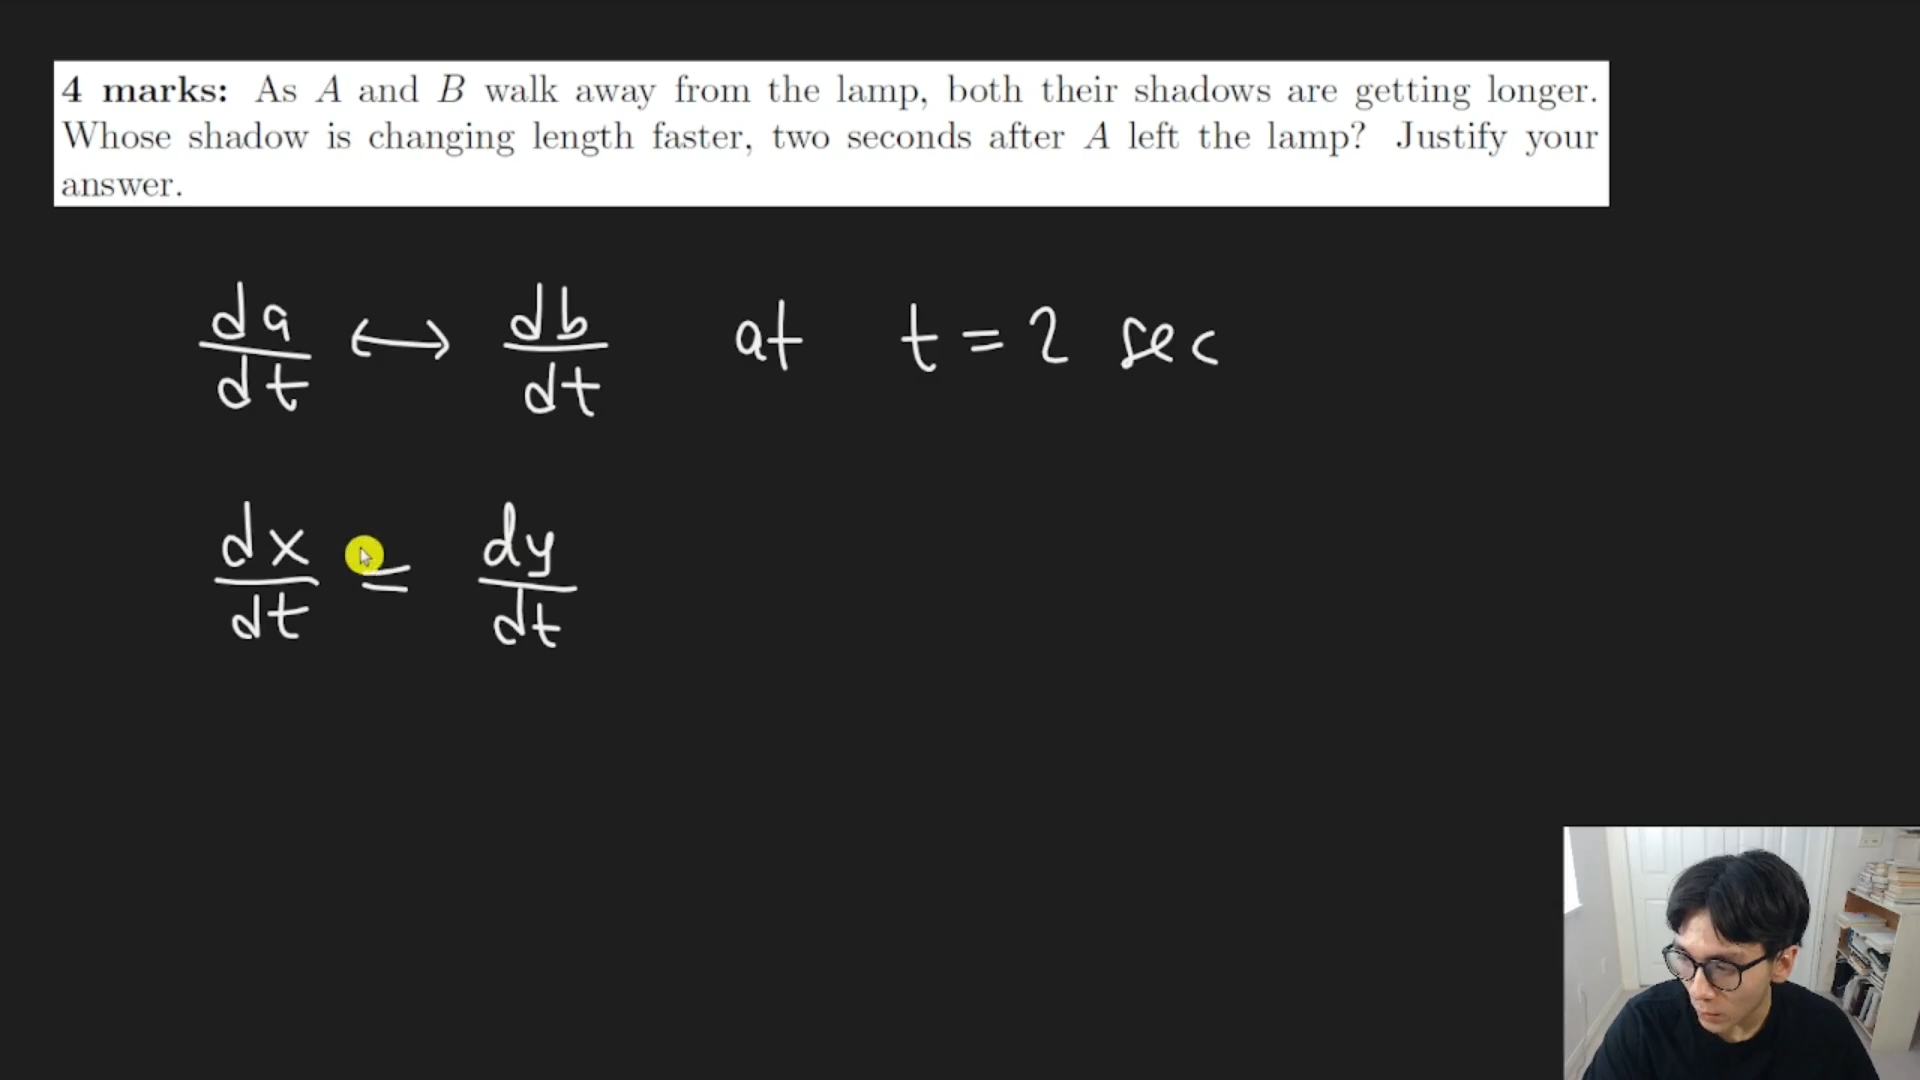 4 marks: As A and B walk away from the lamp, both their shadows are getting longer.
Whose shadow is changing length faster, two seconds after A left the lamp? Justify your
answer.
da/dt ↔ db/dt at t = 2 sec
dx/dt = dy/dt